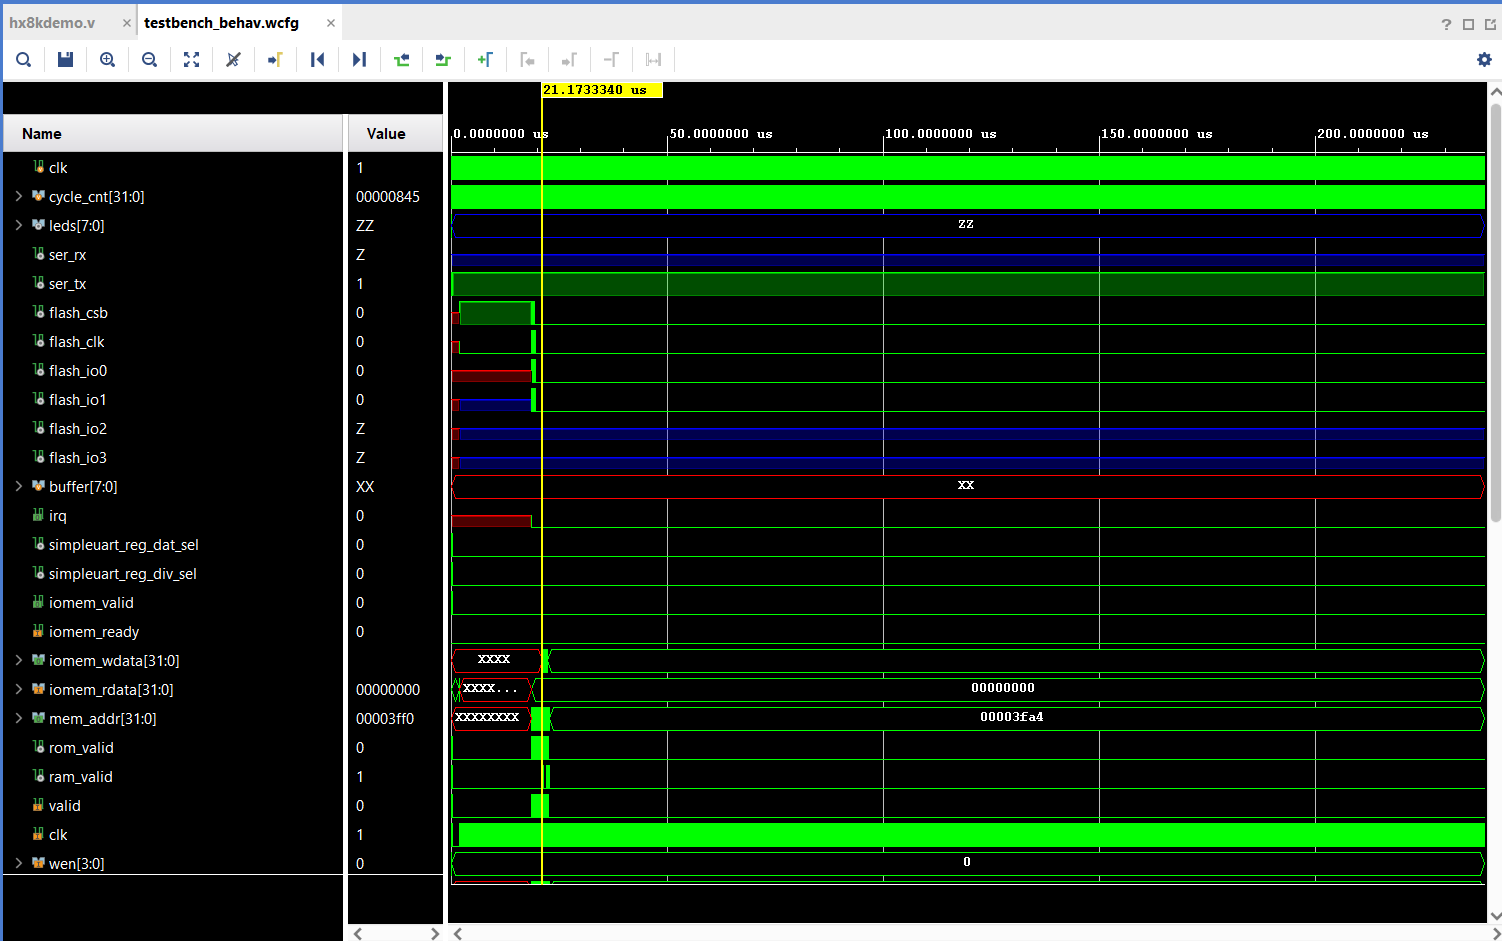 hx8kdemo.v × testbench_behav.wcfg ×
?
21.1733340 us
Name Value 0.0000000 us 50.0000000 us 100.0000000 us 150.0000000 us 200.0000000 us
clk 1
cycle_cnt[31:0] 00000845
leds[7:0] ZZ ZZ
ser_rx Z
ser_tx 1
flash_csb 0
flash_clk 0
flash_io0 0
flash_io1 0
flash_io2 Z
flash_io3 Z
buffer[7:0] XX XX
irq 0
simpleuart_reg_dat_sel 0
simpleuart_reg_div_sel 0
iomem_valid 0
iomem_ready 0
iomem_wdata[31:0] XXXX
iomem_rdata[31:0] 00000000 XXXX... 00000000
mem_addr[31:0] 00003ff0 XXXXXXXX 00003fa4
rom_valid 0
ram_valid 1
valid 0
clk 1
wen[3:0] 0 0